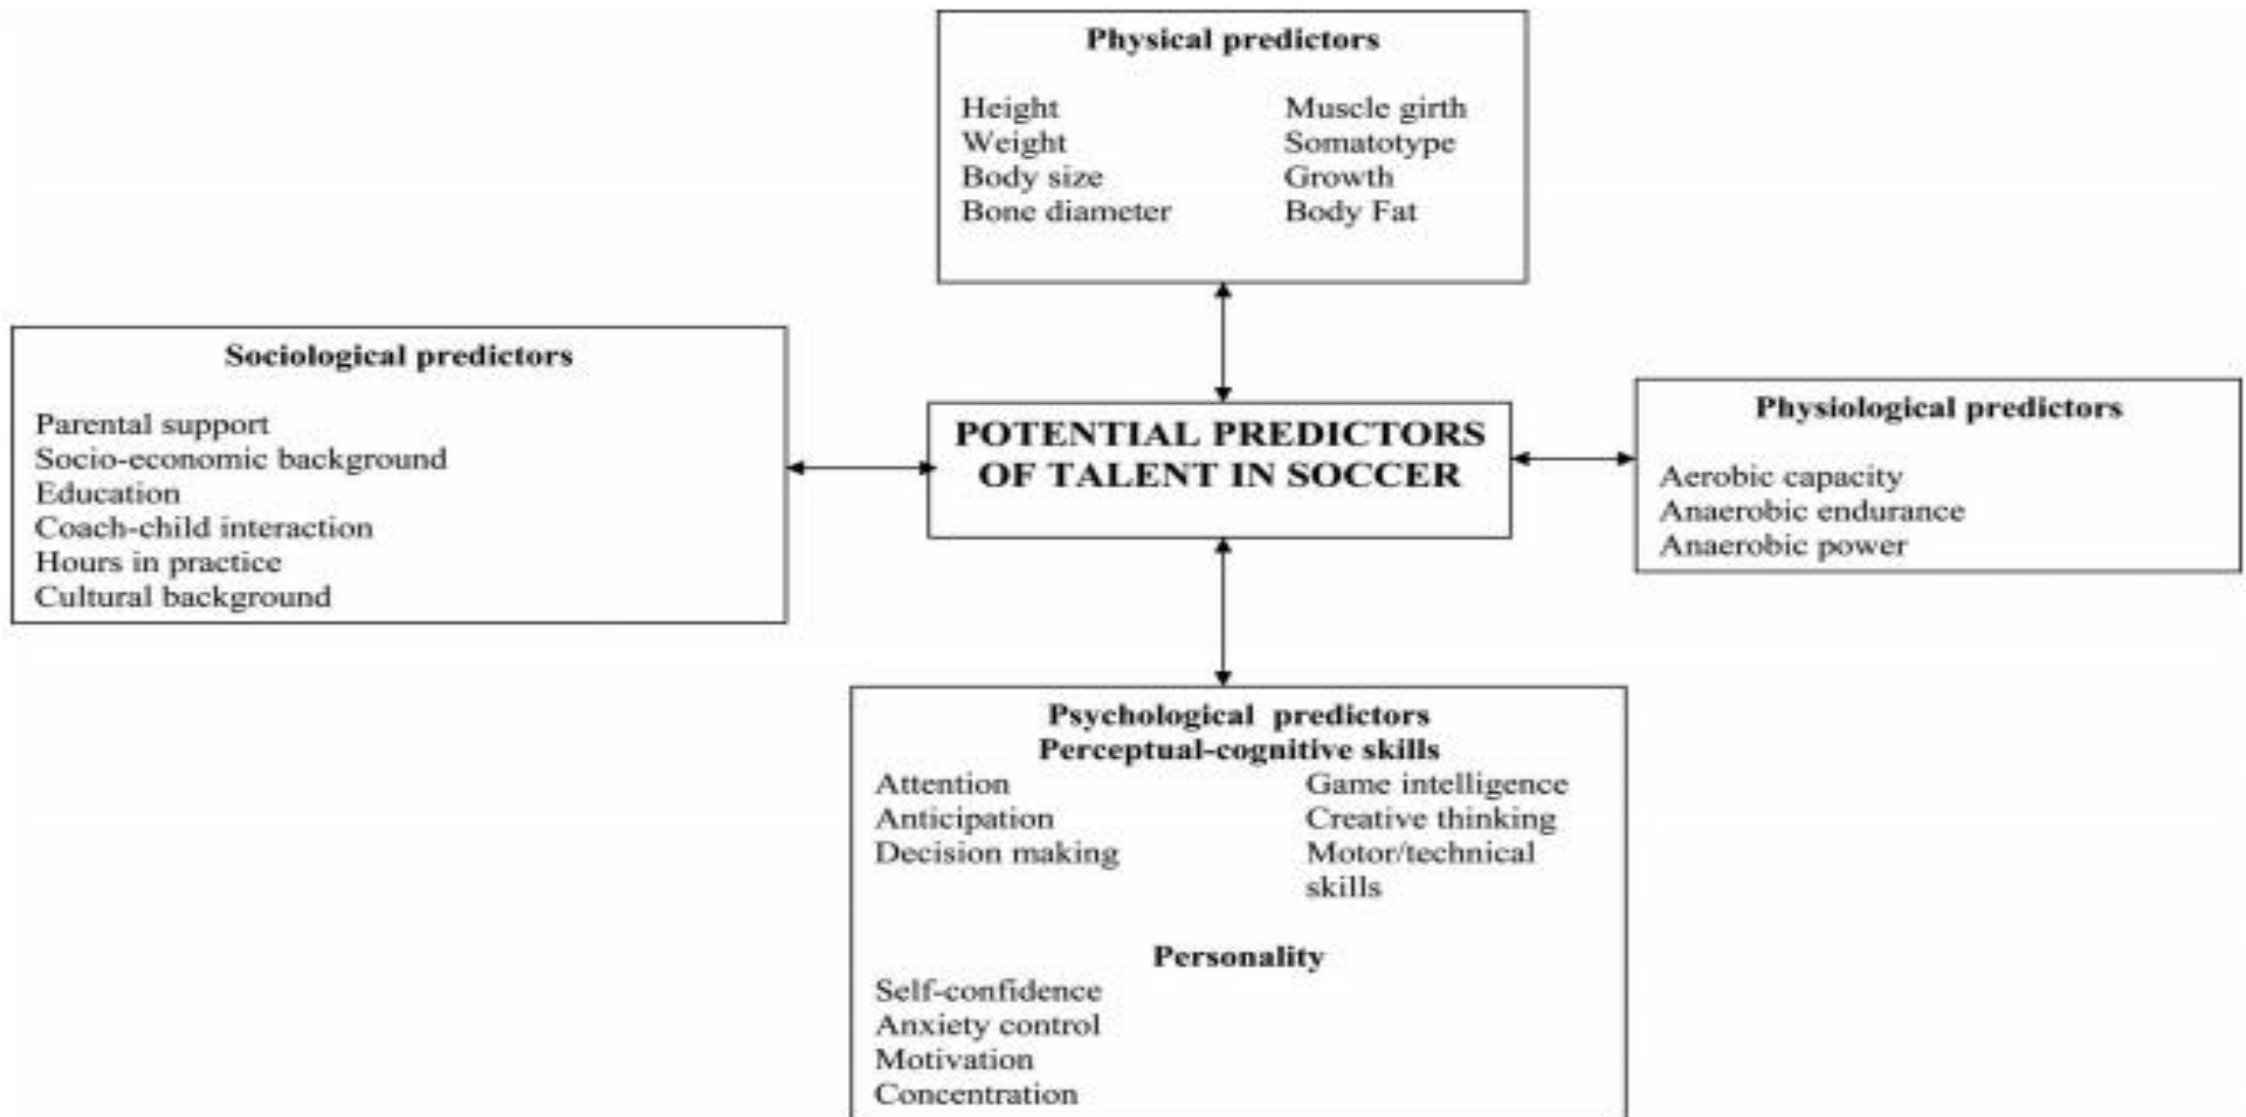 Physical predictors
Height Muscle girth
Weight Somatotype
Body size Growth
Bone diameter Body Fat
Sociological predictors
Parental support
Socio-economic background
Education
Coach-child interaction
Hours in practice
Cultural background
POTENTIAL PREDICTORS
OF TALENT IN SOCCER
Physiological predictors
Aerobic capacity
Anaerobic endurance
Anaerobic power
Psychological predictors
Perceptual-cognitive skills
Attention Game intelligence
Anticipation Creative thinking
Decision making Motor/technical
skills
Personality
Self-confidence
Anxiety control
Motivation
Concentration